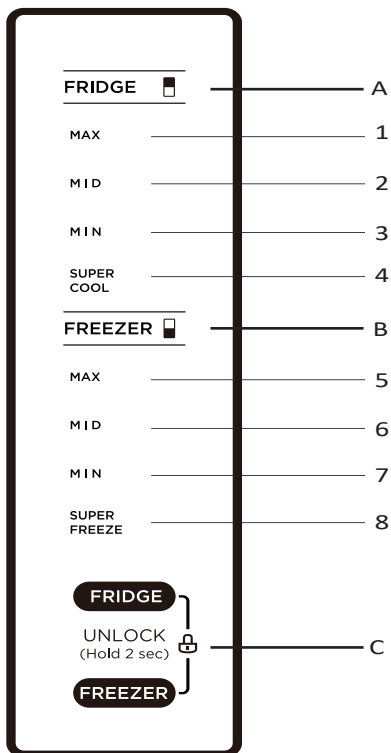 FRIDGE A
MAX 1
MID 2
MIN 3
SUPER
COOL 4
FREEZER B
MAX 5
MID 6
MIN 7
SUPER
FREEZE 8
FRIDGE
UNLOCK
(Hold 2 sec) C
FREEZER